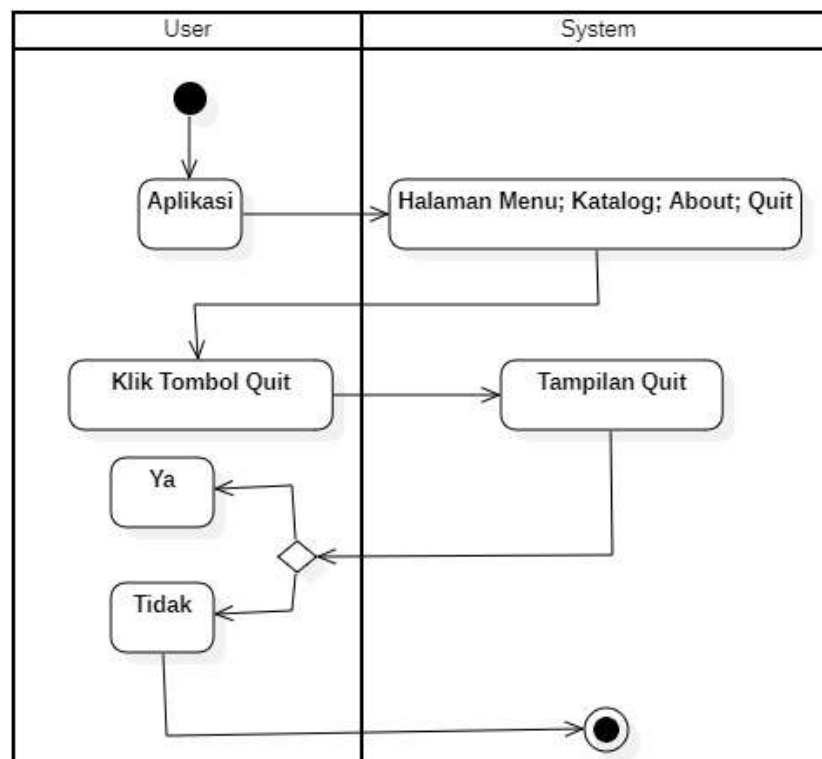 User
System
Aplikasi
Halaman Menu; Katalog; About; Quit
Klik Tombol Quit
Tampilan Quit
Ya
Tidak